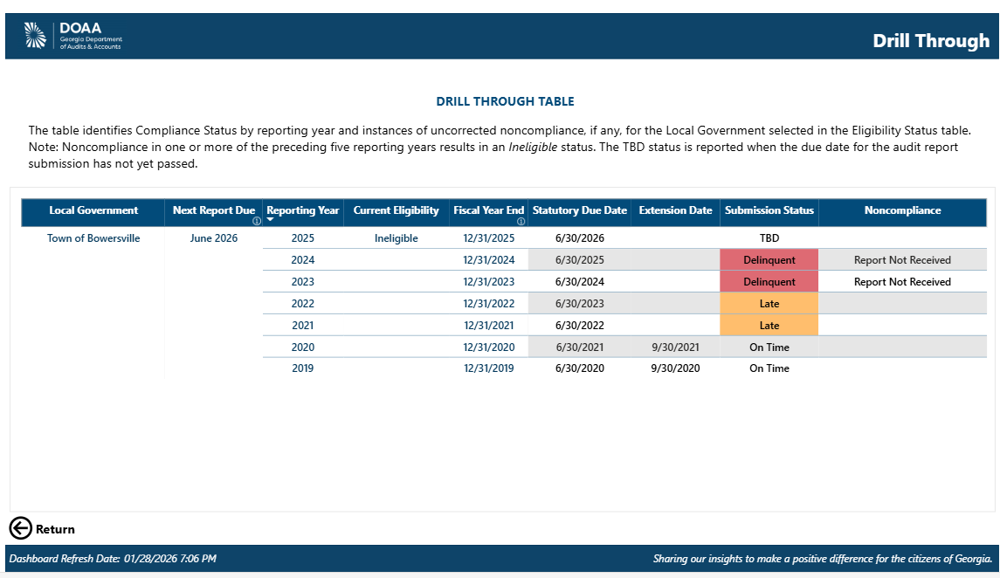 DOAA
Georgia Department
of Audits & Accounts
Drill Through
DRILL THROUGH TABLE
The table identifies Compliance Status by reporting year and instances of uncorrected noncompliance, if any, for the Local Government selected in the Eligibility Status table.
Note: Noncompliance in one or more of the preceding five reporting years results in an Ineligible status. The TBD status is reported when the due date for the audit report
submission has not yet passed.
Local Government Next Report Due Reporting Year Current Eligibility Fiscal Year End Statutory Due Date Extension Date Submission Status Noncompliance
Town of Bowersville June 2026 2025 Ineligible 12/31/2025 6/30/2026 TBD
2024 12/31/2024 6/30/2025 Delinquent Report Not Received
2023 12/31/2023 6/30/2024 Delinquent Report Not Received
2022 12/31/2022 6/30/2023 Late
2021 12/31/2021 6/30/2022 Late
2020 12/31/2020 6/30/2021 9/30/2021 On Time
2019 12/31/2019 6/30/2020 9/30/2020 On Time
Return
Dashboard Refresh Date: 01/28/2026 7:06 PM
Sharing our insights to make a positive difference for the citizens of Georgia.